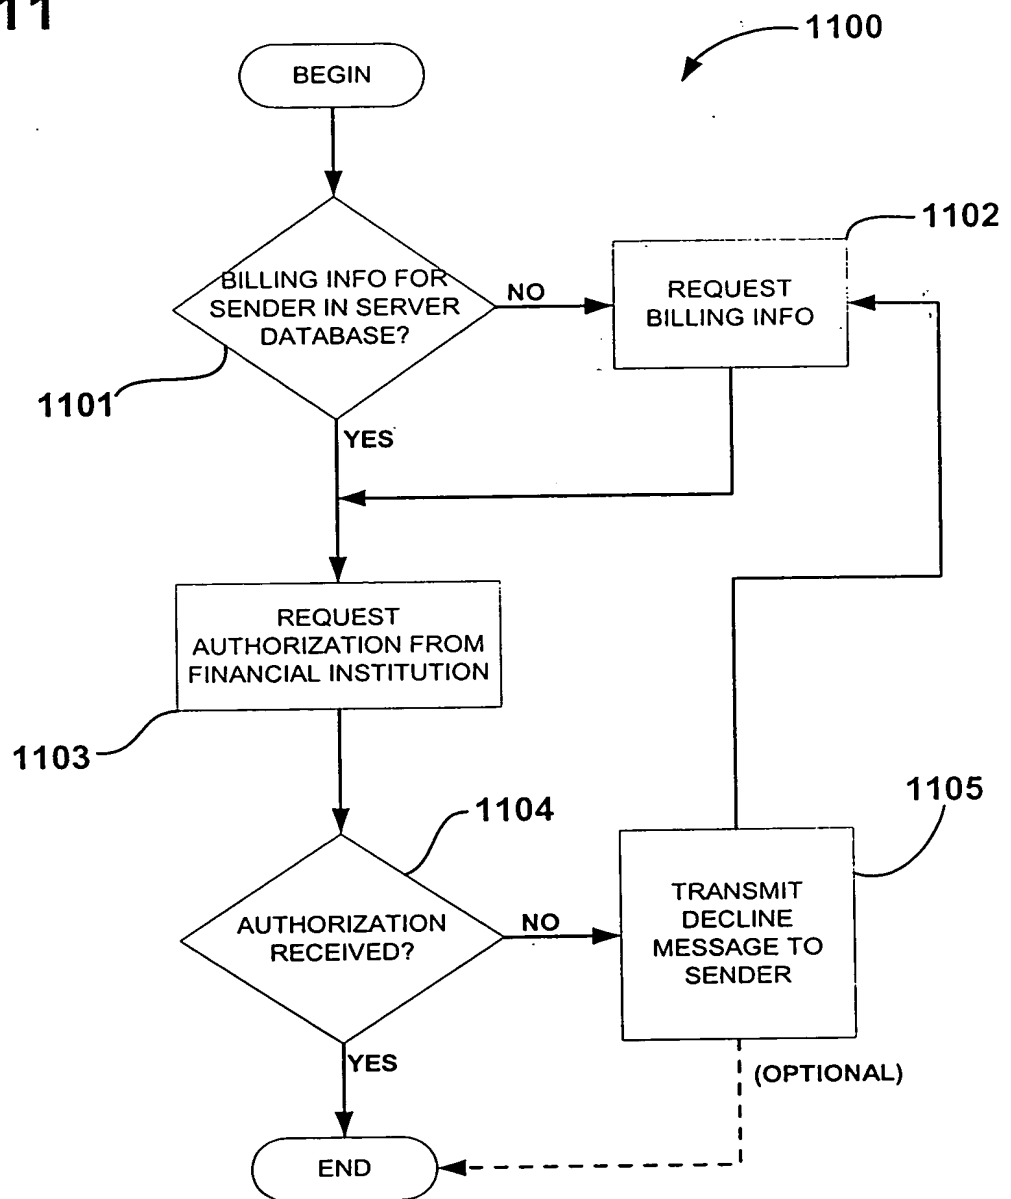 11
1100
BEGIN
1102
BILLING INFO FOR
SENDER IN SERVER
DATABASE?
NO
REQUEST
BILLING INFO
1101
YES
REQUEST
AUTHORIZATION FROM
FINANCIAL INSTITUTION
1103
1104
1105
AUTHORIZATION
RECEIVED?
NO
TRANSMIT
DECLINE
MESSAGE TO
SENDER
YES
(OPTIONAL)
END